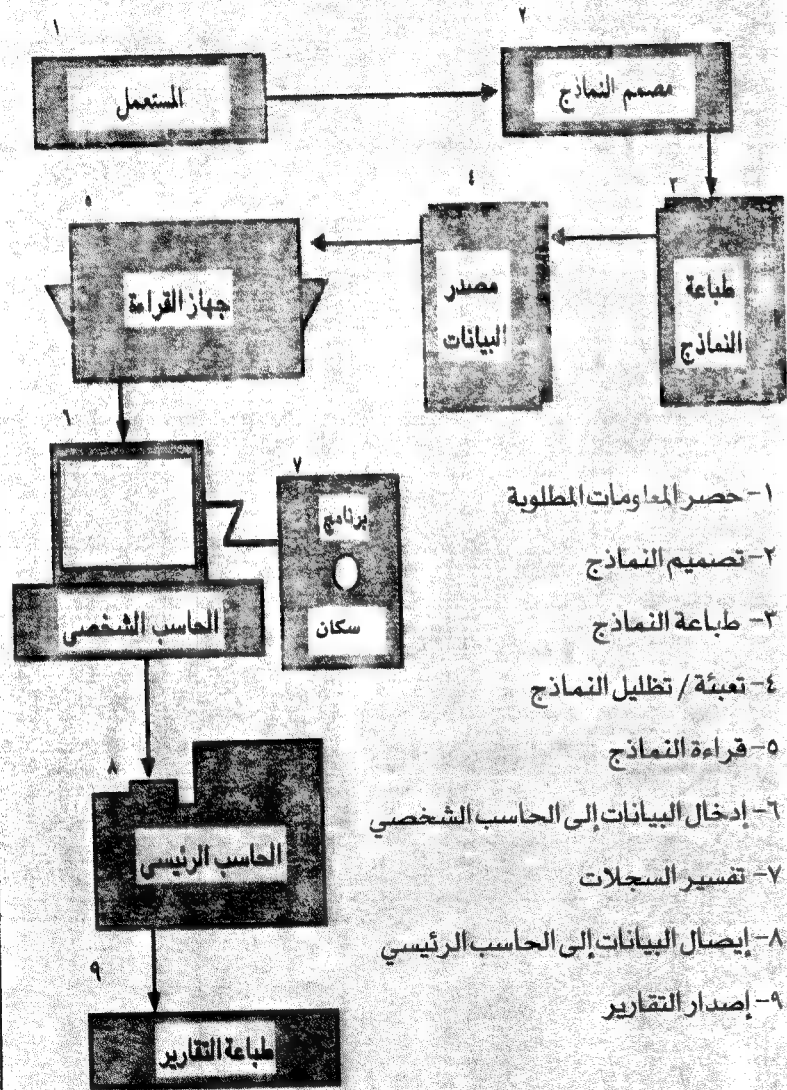 ١
المستعمل
٢
مصمم النماذج
٣
طباعة
النماذج
٤
مصدر
البيانات
٥
جهاز القراءة
٦
الحاسب الشخصى
٧
برنامج
سكان
٨
الحاسب الرئيسى
٩
طباعة التقارير
١- حصر المعلومات المطلوبة
٢- تصميم النماذج
٣- طباعة النماذج
٤- تعبئة / تظليل النماذج
٥- قراءة النماذج
٦- إدخال البيانات إلى الحاسب الشخصي
٧- تفسير السجلات
٨- إيصال البيانات إلى الحاسب الرئيسي
٩- إصدار التقارير